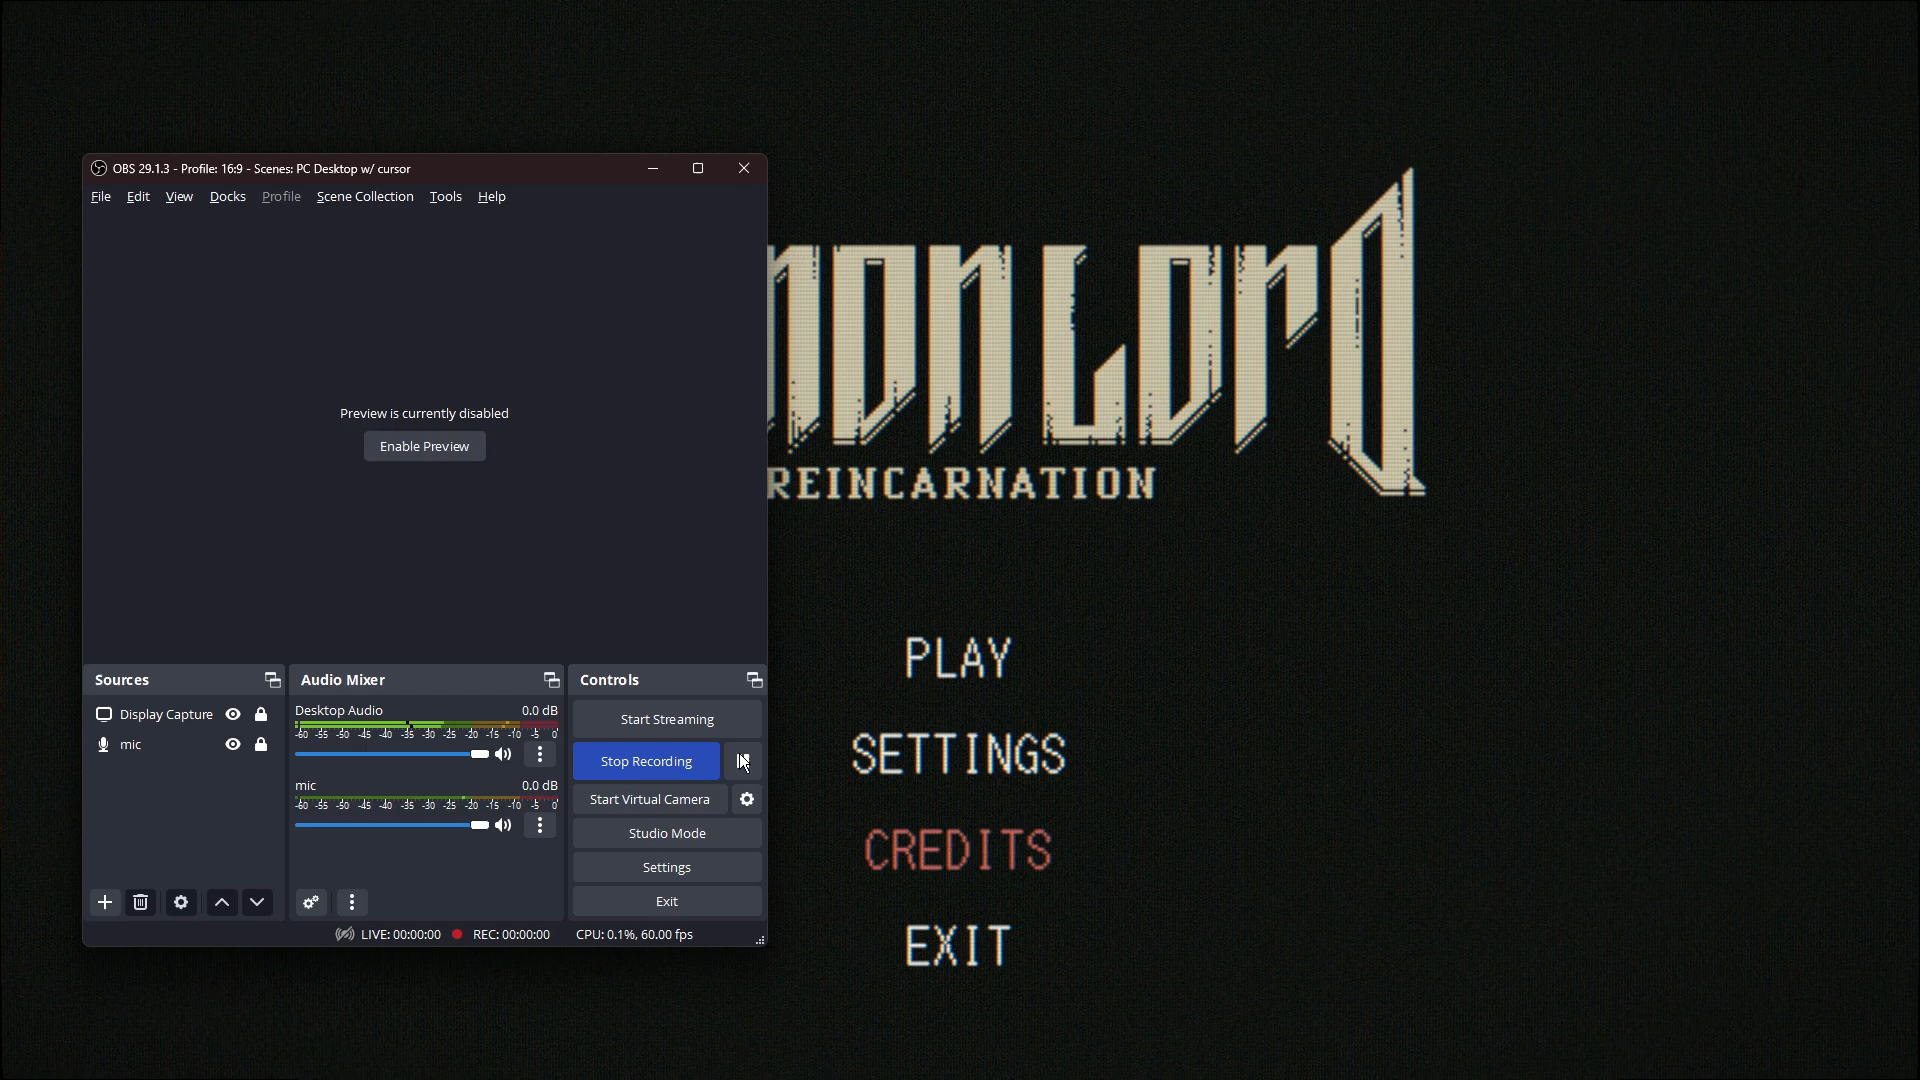 OBS 29.1.3 - Profile: 16:9 - Scenes: PC Desktop w/ cursor
File Edit View Docks Profile Scene Collection Tools Help
Preview is currently disabled
Enable Preview
non Lord
REINCARNATION
PLAY
SETTINGS
CREDITS
EXIT
Sources
Display Capture
mic
Audio Mixer
Desktop Audio 0.0 dB
-60 -55 -50 -45 -40 -35 -30 -25 -20 -15 -10 -5 0
mic 0.0 dB
-60 -55 -50 -45 -40 -35 -30 -25 -20 -15 -10 -5 0
Controls
Start Streaming
Stop Recording
Start Virtual Camera
Studio Mode
Settings
Exit
LIVE: 00:00:00 REC: 00:00:00 CPU: 0.1%, 60.00 fps